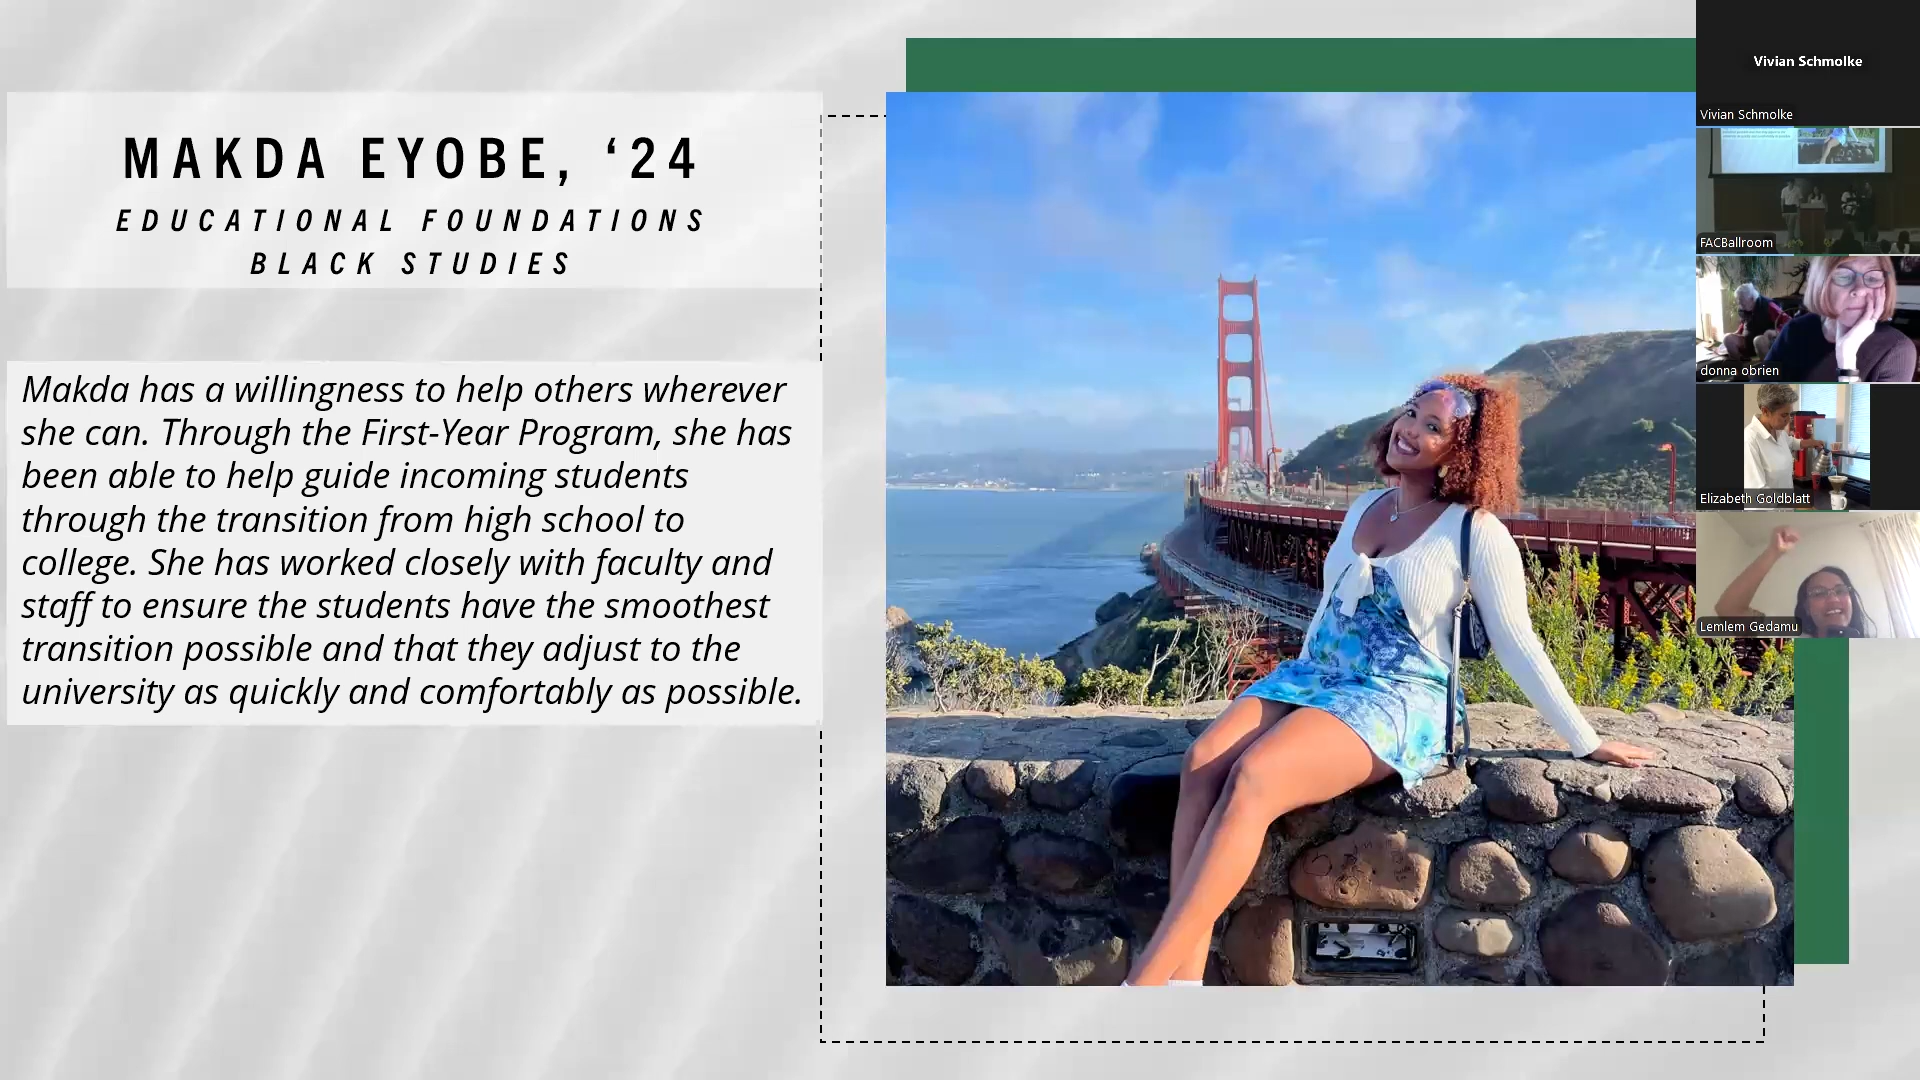 MAKDA EYOBE, ‘24
EDUCATIONAL FOUNDATIONS
BLACK STUDIES
Makda has a willingness to help others wherever
she can. Through the First-Year Program, she has
been able to help guide incoming students
through the transition from high school to
college. She has worked closely with faculty and
staff to ensure the students have the smoothest
transition possible and that they adjust to the
university as quickly and comfortably as possible.
Vivian Schmolke
Vivian Schmolke
FACBallroom
donna obrien
Elizabeth Goldblatt
Lemlem Gedamu